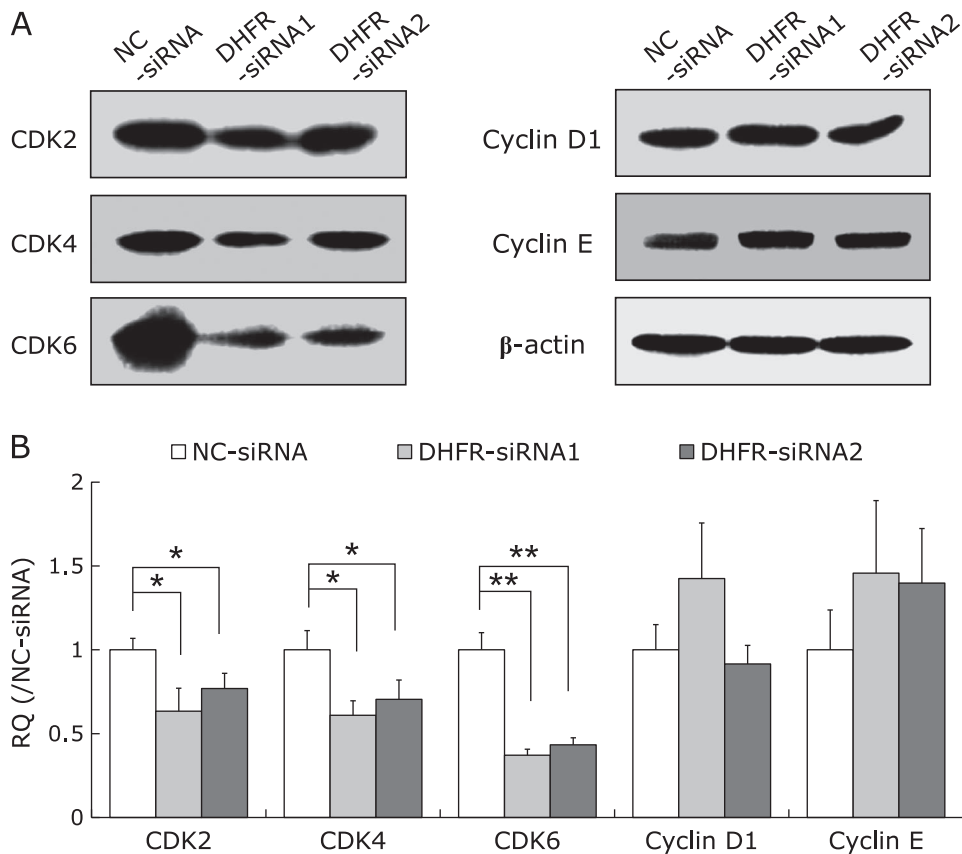 A
NC
-siRNA
DHFR
-siRNA1
DHFR
-siRNA2
CDK2
CDK4
CDK6
NC
-siRNA
DHFR
-siRNA1
DHFR
-siRNA2
Cyclin D1
Cyclin E
β-actin
B
NC-siRNA DHFR-siRNA1 DHFR-siRNA2
RQ (/NC-siRNA)
2
1.5
1
0.5
0
* *
* *
** **
CDK2 CDK4 CDK6 Cyclin D1 Cyclin E